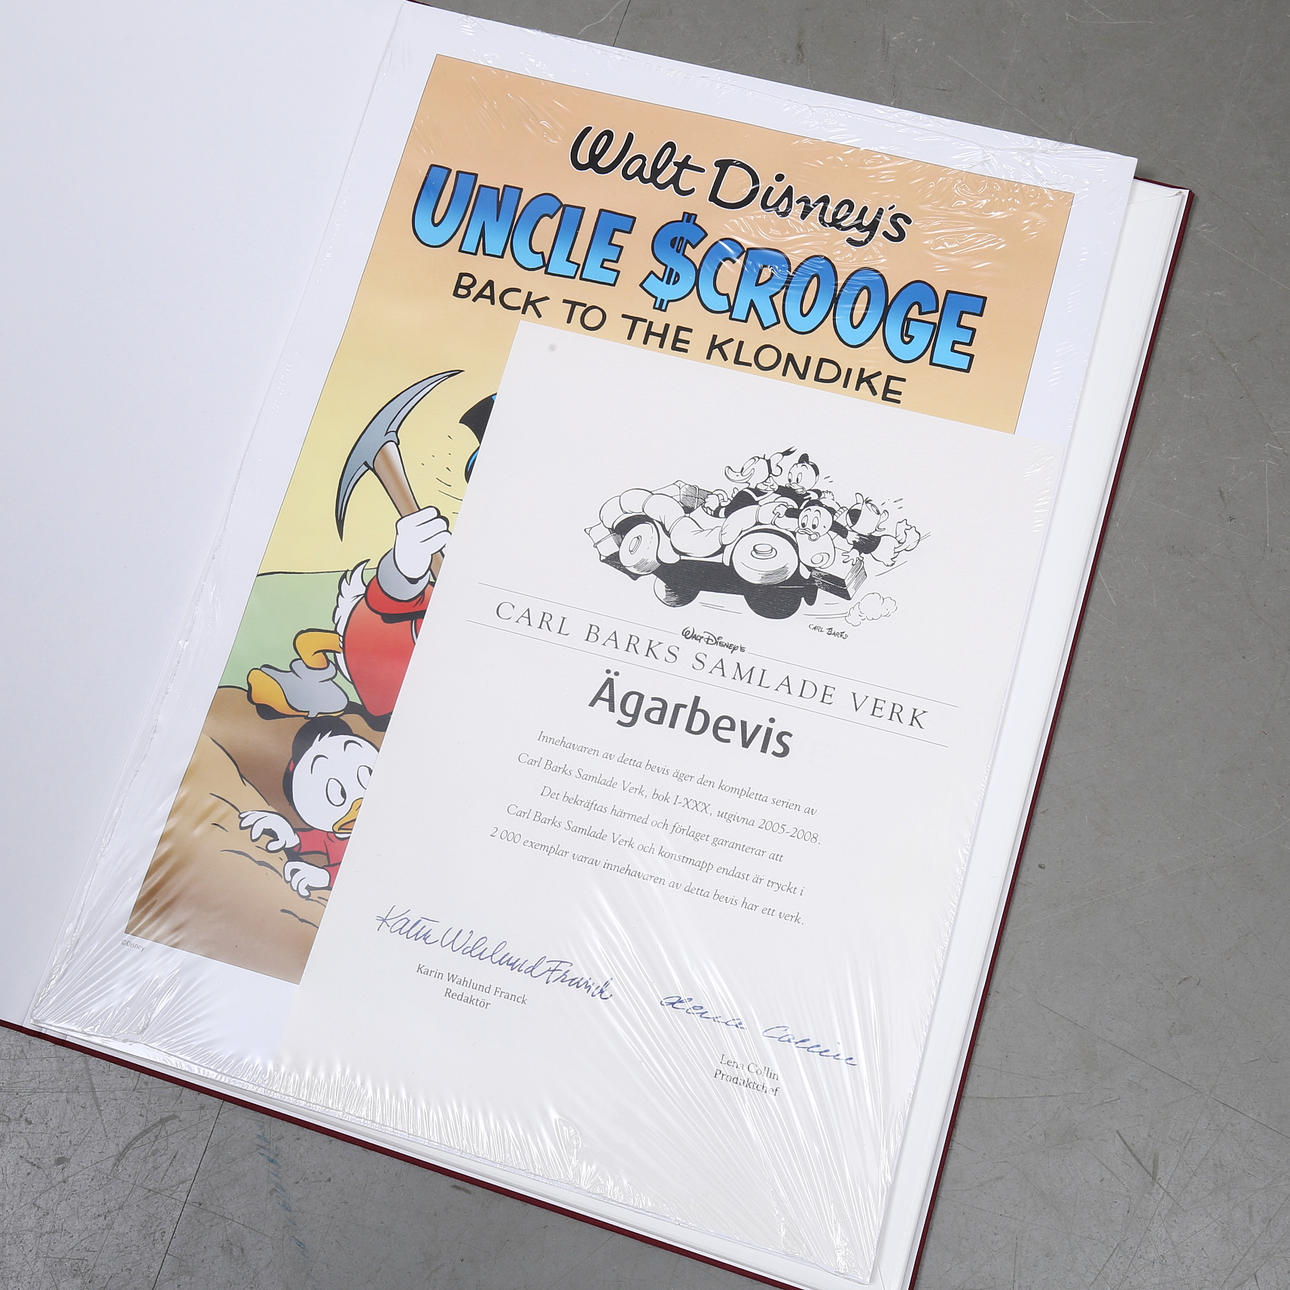 Walt Disney's
UNCLE $CROOGE
BACK TO THE KLONDIKE
CARL BARKS
Walt Disney's
CARL BARKS SAMLADE VERK
Ägarbevis
Innehavaren av detta bevis äger den kompletta serien av
Carl Barks Samlade Verk, bok I-XXX, utgivna 2005-2008.
Det bekräftas härmed och förlaget garanterar att
Carl Barks Samlade Verk och konstmapp endast är tryckt i
2 000 exemplar varav innehavaren av detta bevis har ett verk.
Karin Wahlund Franck
Karin Wahlund Franck
Redaktör
Lena Collin
Lena Collin
Produktchef
©Disney